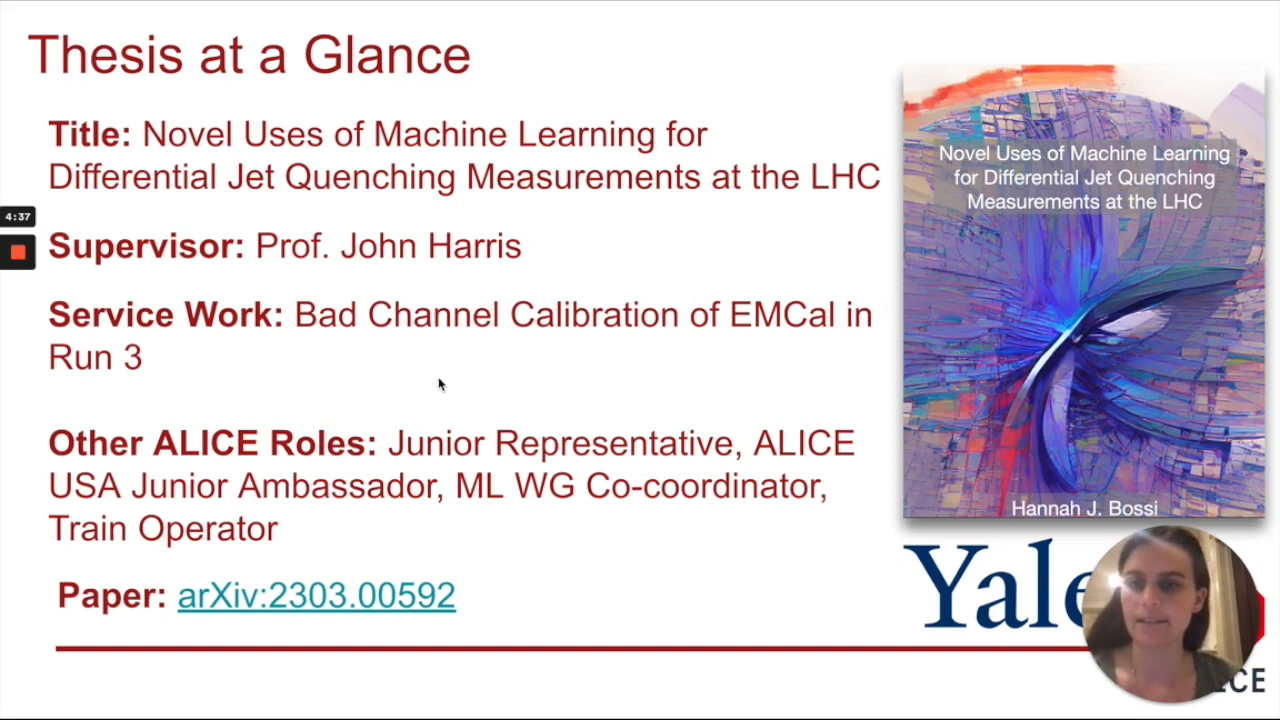 Thesis at a Glance
Title: Novel Uses of Machine Learning for
Differential Jet Quenching Measurements at the LHC
4:37
Supervisor: Prof. John Harris
Service Work: Bad Channel Calibration of EMCal in
Run 3
Other ALICE Roles: Junior Representative, ALICE
USA Junior Ambassador, ML WG Co-coordinator,
Train Operator
Paper: arXiv:2303.00592
Novel Uses of Machine Learning
for Differential Jet Quenching
Measurements at the LHC
Hannah J. Bossi
Yale